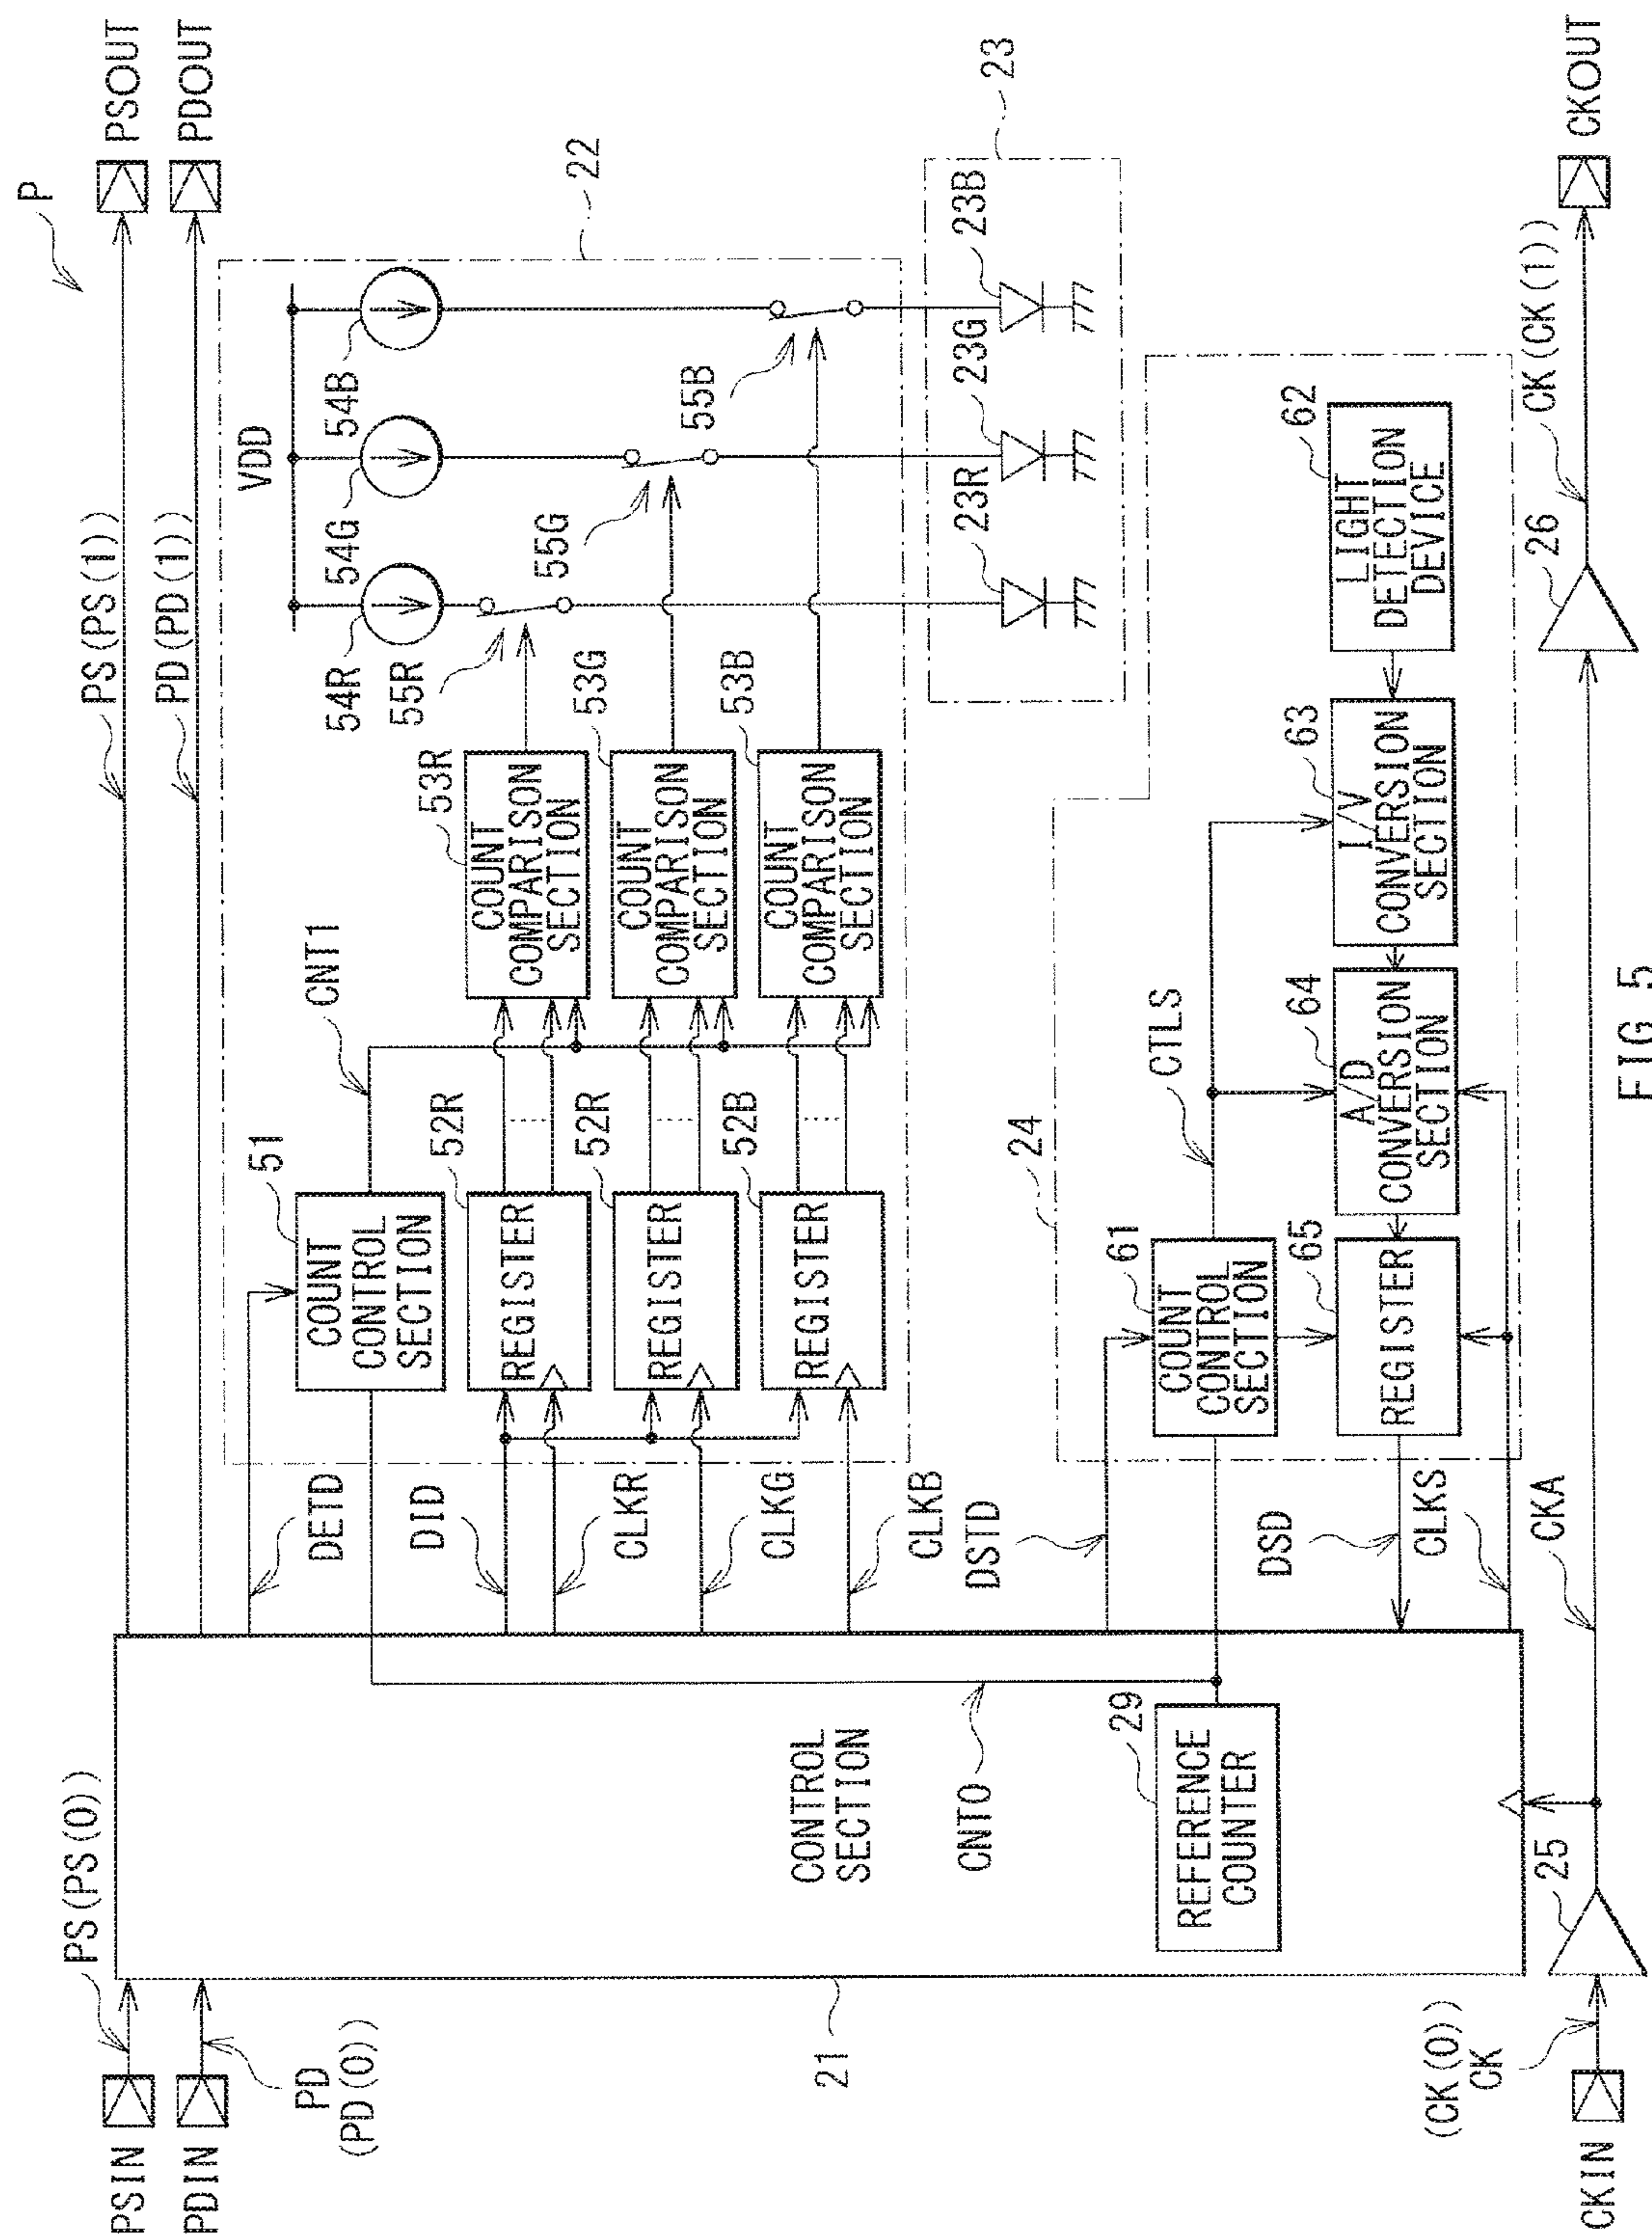 P
PSIN
PS(PS(0))
PS(PS(1))
PSOUT
PDIN
PD
(PD(0))
PD(PD(1))
PDOUT
DETD
51
COUNT
CONTROL
SECTION
CNT1
VDD
22
54R
54G
54B
DID
52R
REGISTER
53R
COUNT
COMPARISON
SECTION
55R
CLKR
52R
REGISTER
53G
COUNT
COMPARISON
SECTION
55G
CLKG
52B
REGISTER
53B
COUNT
COMPARISON
SECTION
55B
CLKB
23
23R
23G
23B
21
CONTROL
SECTION
CNT0
29
REFERENCE
COUNTER
DSTD
24
61
COUNT
CONTROL
SECTION
CTLS
DSD
65
REGISTER
64
A/D
CONVERSION
SECTION
63
I/V
CONVERSION
SECTION
62
LIGHT
DETECTION
DEVICE
CLKS
CKIN
(CK(0))
CK
25
CKA
26
CK(CK(1))
CKOUT
FIG. 5